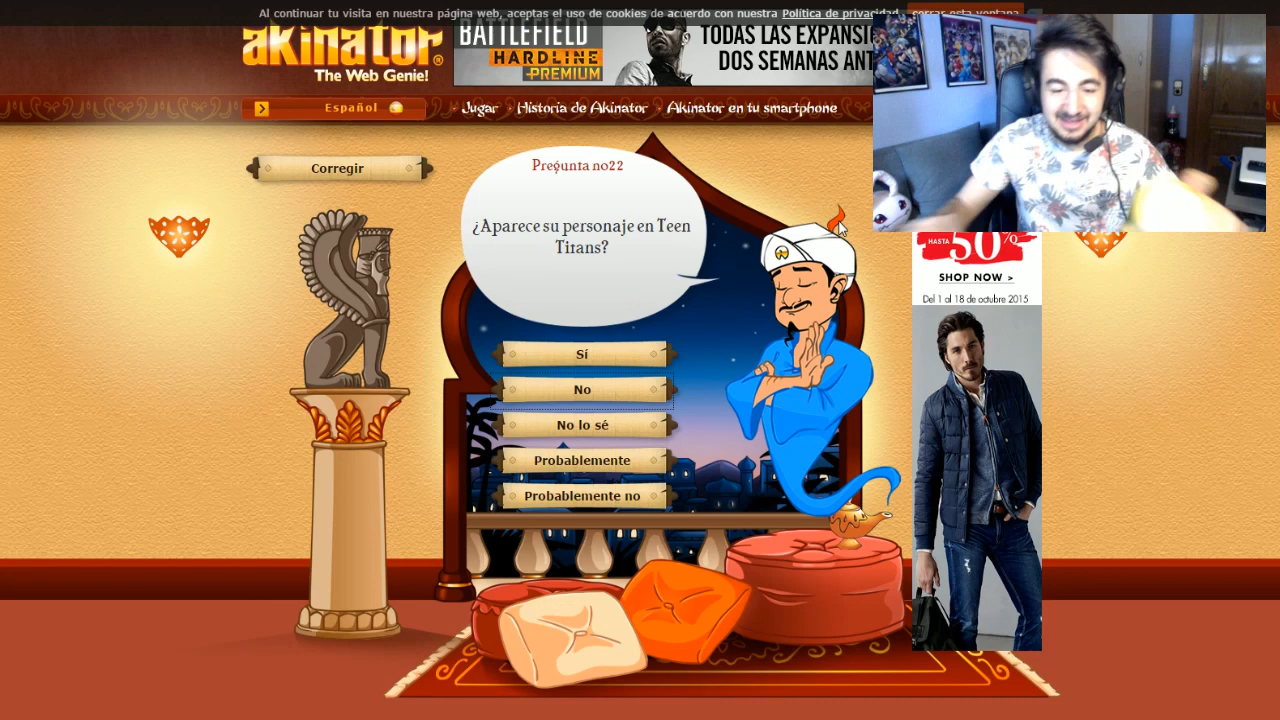 Al continuar tu visita en nuestra página web, aceptas el uso de cookies de acuerdo con nuestra Política de privacidad cerrar esta ventana
akinator®
The Web Genie!
BATTLEFIELD
HARDLINE
PREMIUM
TODAS LAS EXPANSI
DOS SEMANAS ANT
Español
Jugar
Historia de Akinator
Akinator en tu smartphone
Corregir
Pregunta no22
¿Aparece su personaje en Teen
Titans?
Sí
No
No lo sé
Probablemente
Probablemente no
HASTA 50%
SHOP NOW >
Del 1 al 18 de octubre 2015